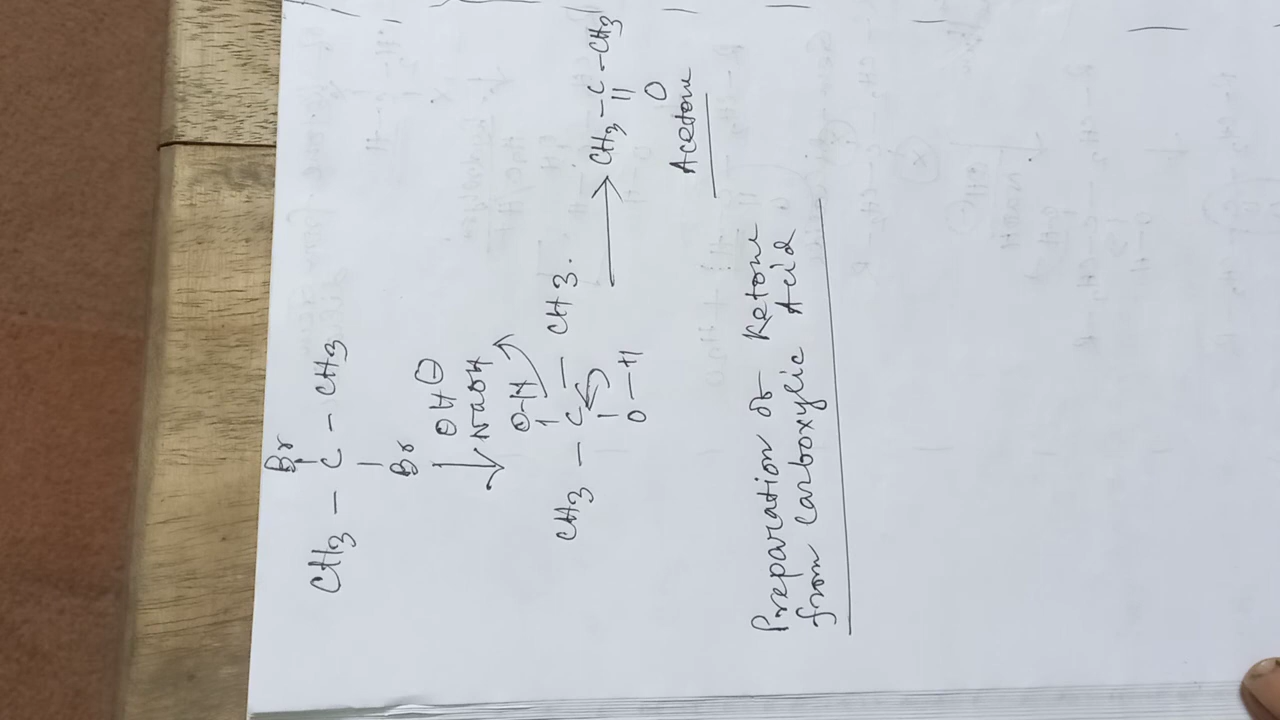 Br
CH3 – C – CH3
Br
OH⊖
NaOH
O-H
CH3 – C – CH3.
O–H
⟶ CH3 – C – CH3
O
Acetone
Preparation of Ketone
from Carboxylic Acid